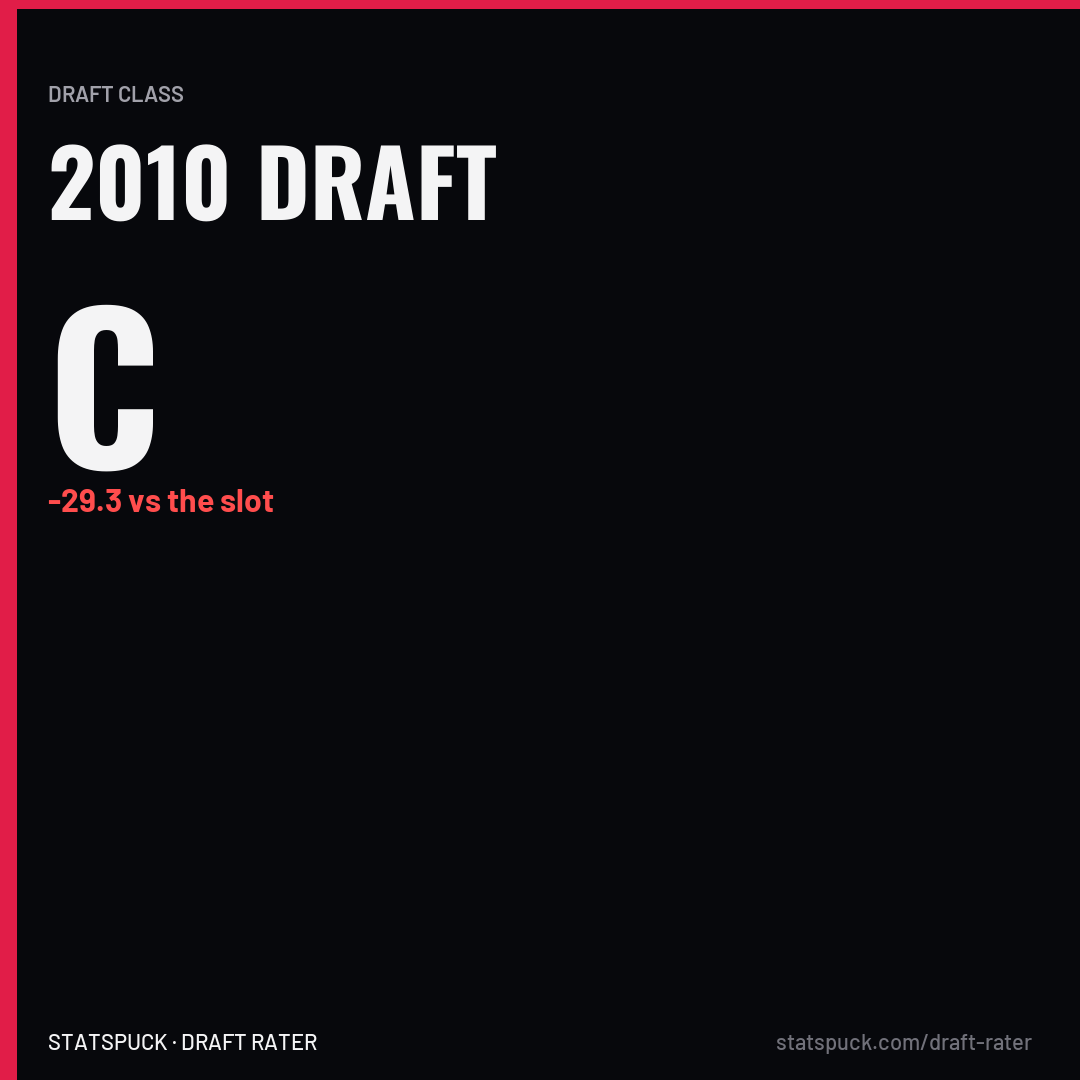 DRAFT CLASS
2010 DRAFT
C
-29.3 vs the slot
STATSPUCK · DRAFT RATER
statspuck.com/draft-rater